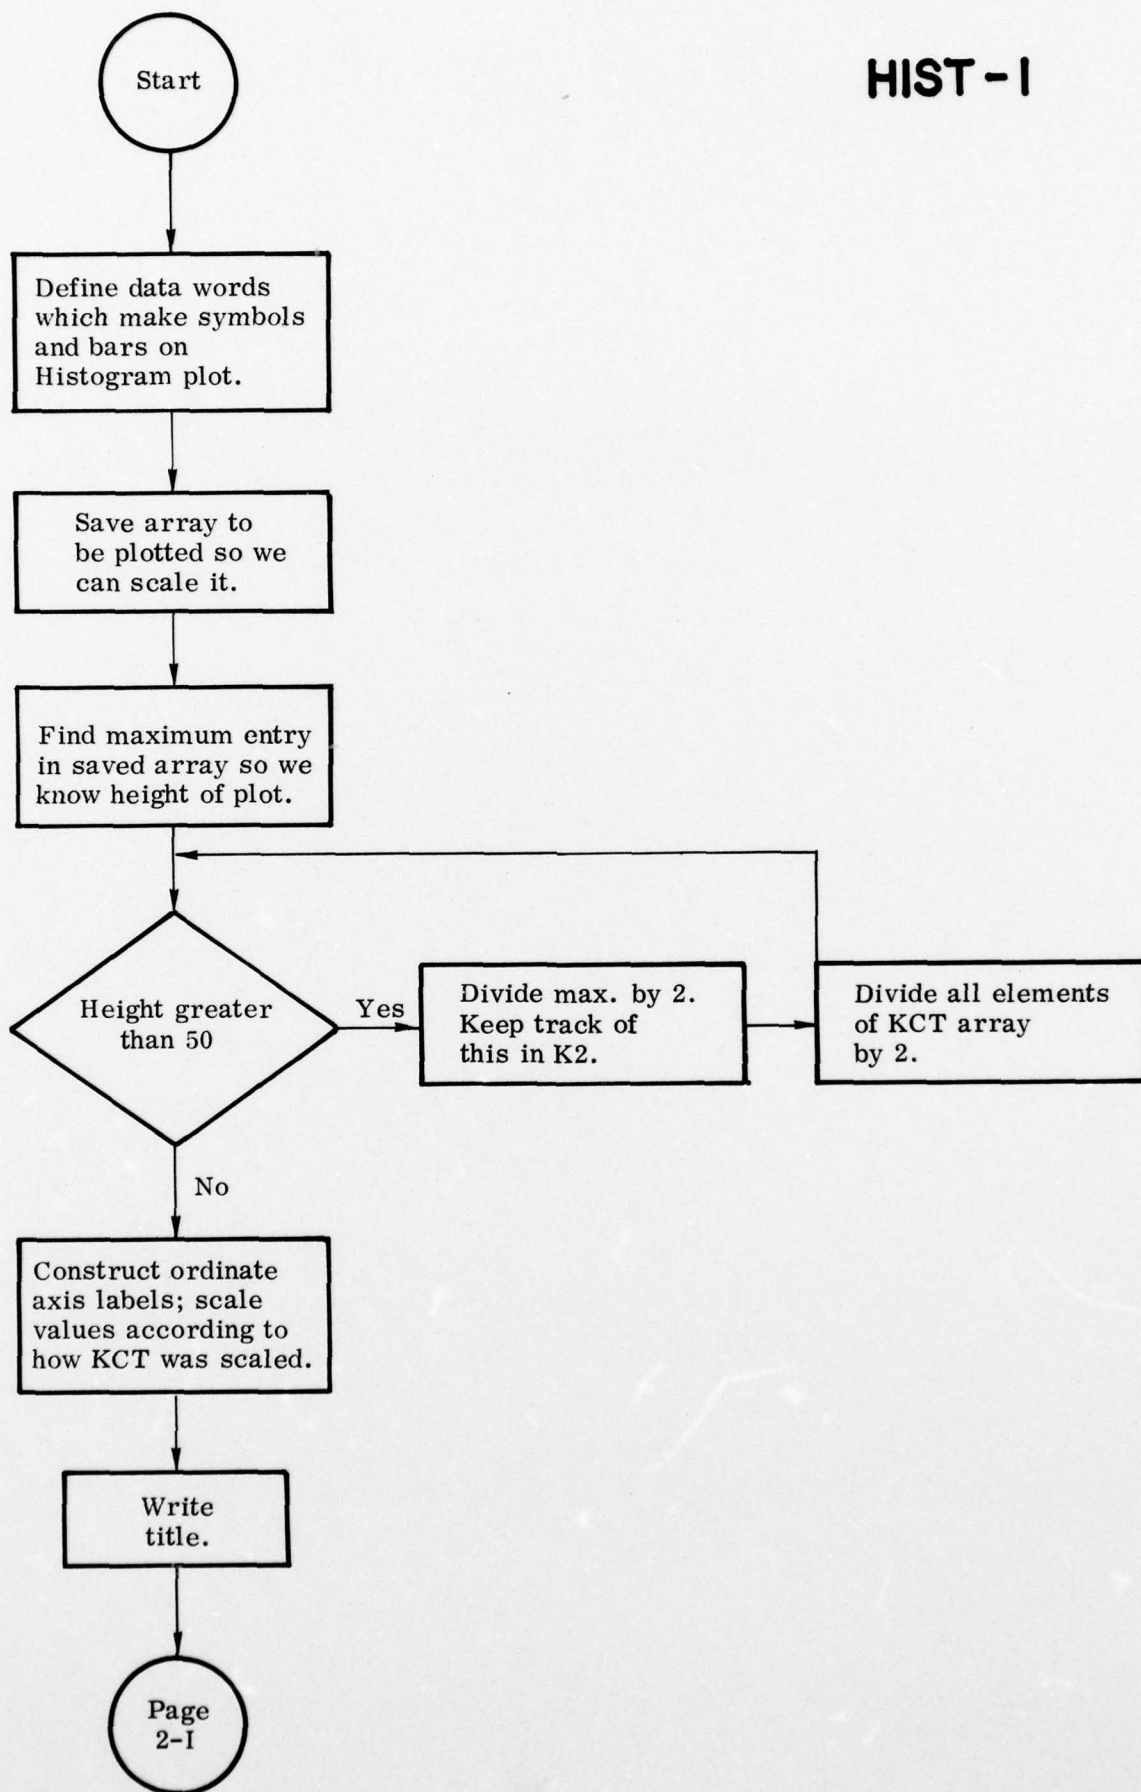 HIST-1
Start
Define data words
which make symbols
and bars on
Histogram plot.
Save array to
be plotted so we
can scale it.
Find maximum entry
in saved array so we
know height of plot.
Height greater
than 50
Yes
Divide max. by 2.
Keep track of
this in K2.
Divide all elements
of KCT array
by 2.
No
Construct ordinate
axis labels; scale
values according to
how KCT was scaled.
Write
title.
Page
2-I